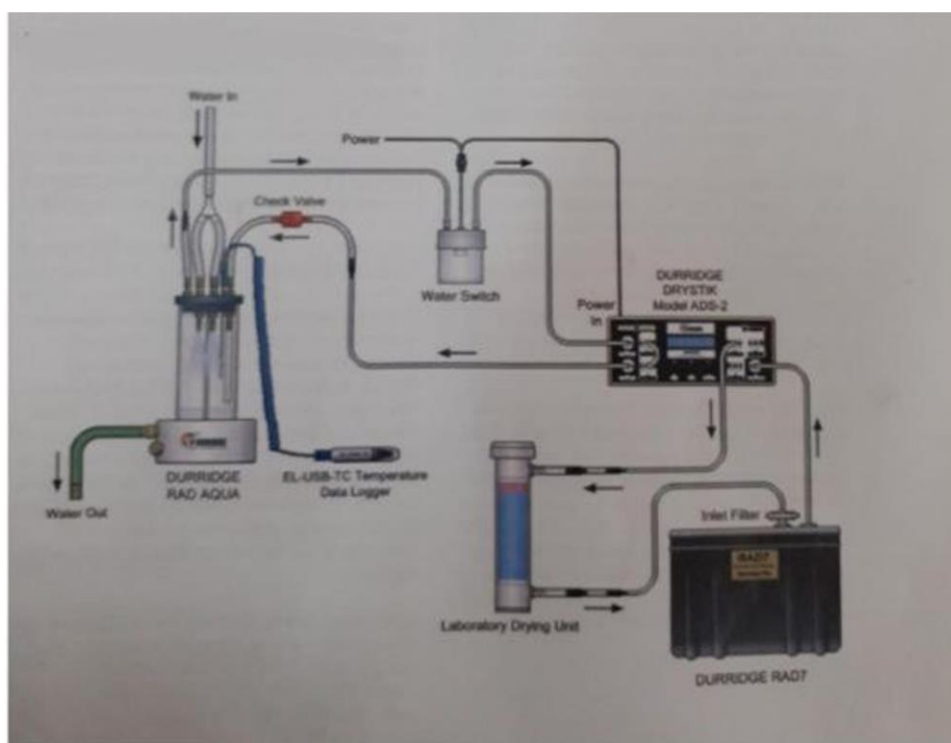 Water In
Power
Check Valve
Water Switch
DURRIDGE
DRYSTIK
Model ADS-2
Power
In
DURRIDGE
RAD AQUA
EL-USB-TC Temperature
Data Logger
Water Out
Inlet Filter
RAD7
Laboratory Drying Unit
DURRIDGE RAD7